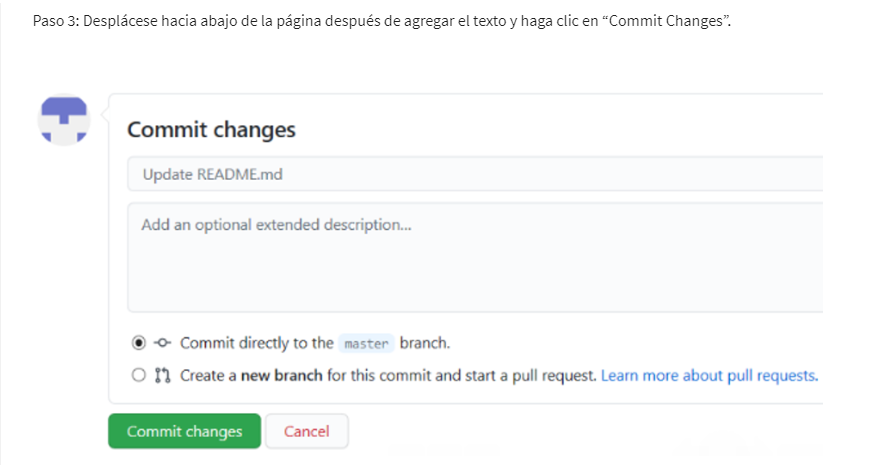 Paso 3: Desplácese hacia abajo de la página después de agregar el texto y haga clic en “Commit Changes”.
Commit changes
Update README.md
Add an optional extended description...
Commit directly to the master branch.
Create a new branch for this commit and start a pull request. Learn more about pull requests.
Commit changes Cancel